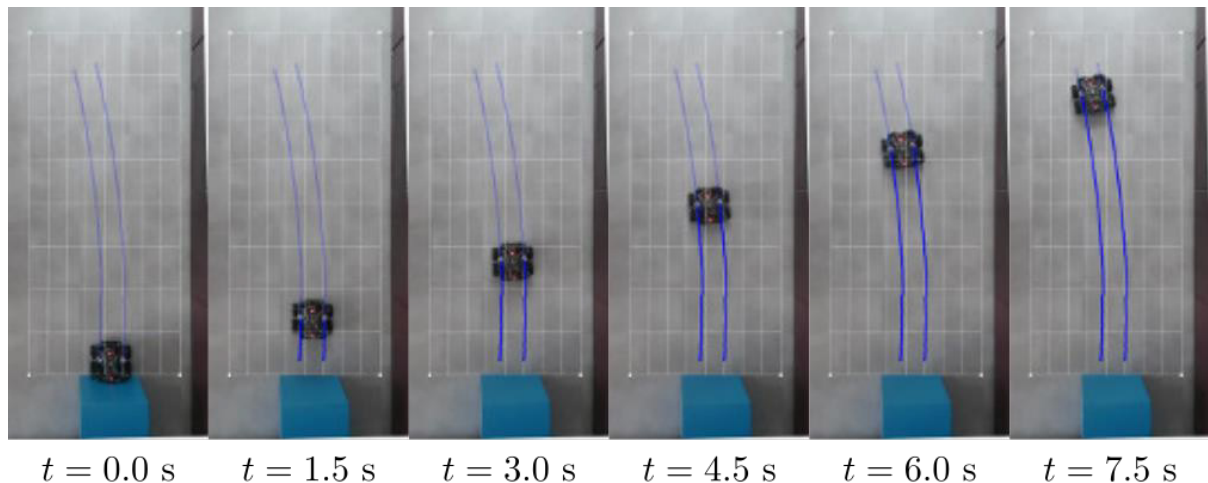 t = 0.0 s t = 1.5 s t = 3.0 s t = 4.5 s t = 6.0 s t = 7.5 s